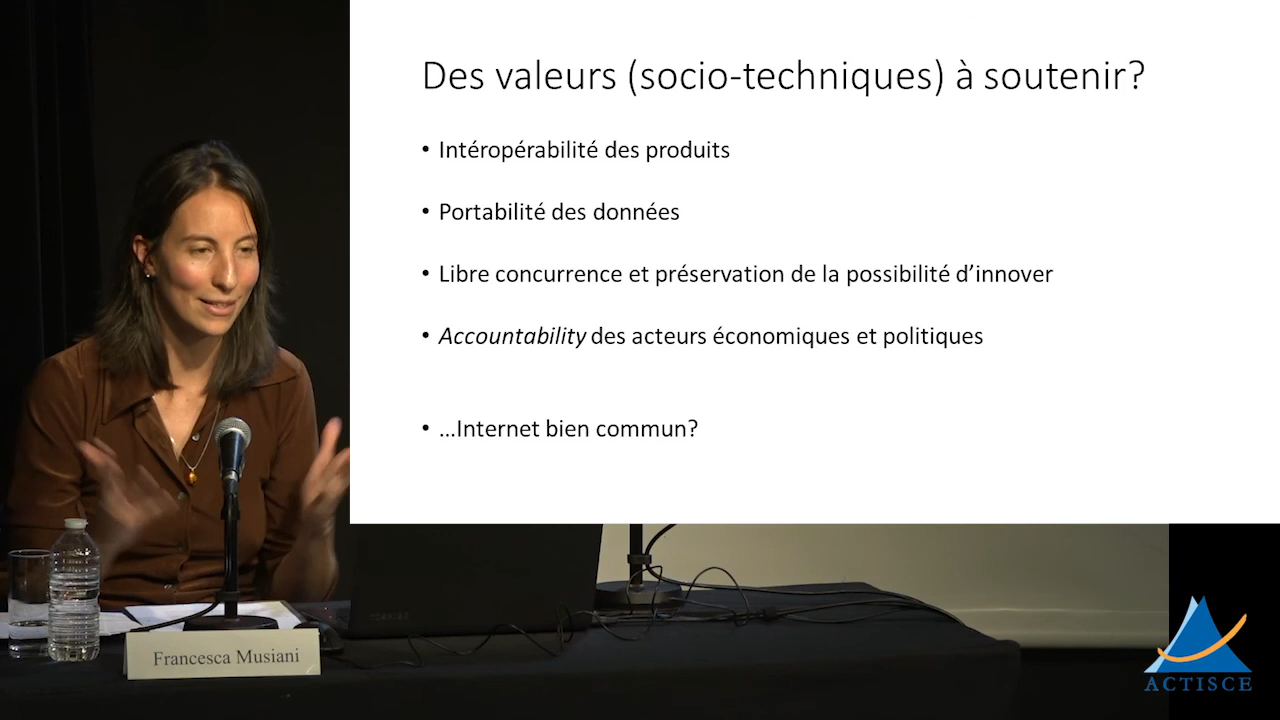 Des valeurs (socio-techniques) à soutenir?
• Intéropérabilité des produits
• Portabilité des données
• Libre concurrence et préservation de la possibilité d’innover
• Accountability des acteurs économiques et politiques
• …Internet bien commun?
Francesca Musiani
ACTISCE